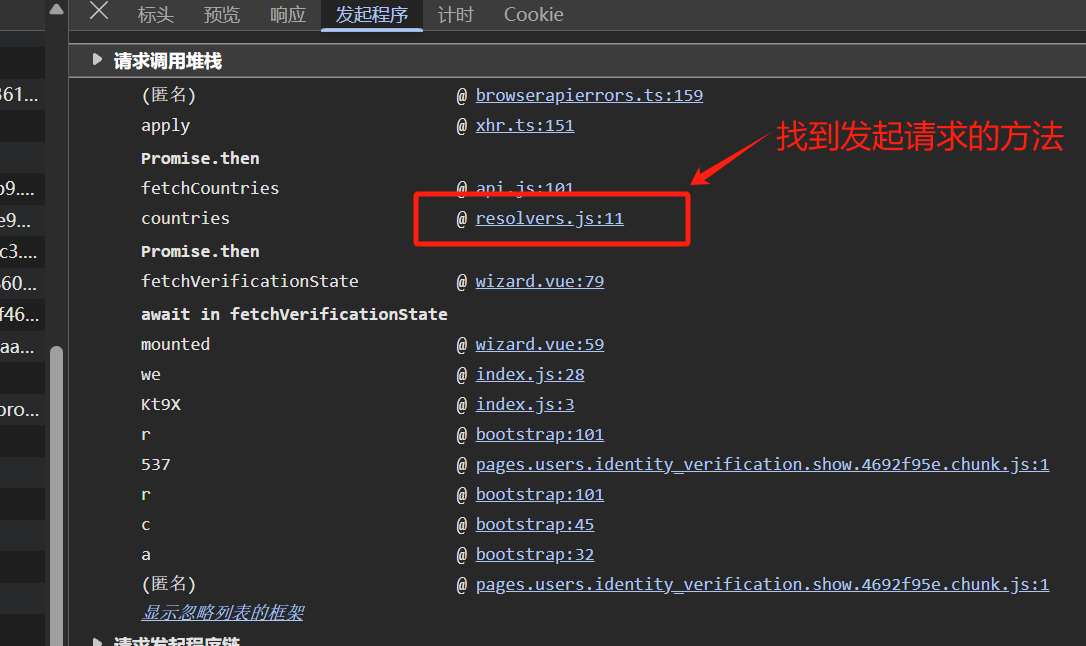 标头 预览 响应 发起程序 计时 Cookie
请求调用堆栈
361... (匿名) @ browserapierrors.ts:159
apply @ xhr.ts:151
找到发起请求的方法
Promise.then
o9.... fetchCountries @ api.js:101
e9... countries @ resolvers.js:11
c3.... Promise.then
60... fetchVerificationState @ wizard.vue:79
f46... await in fetchVerificationState
aa... mounted @ wizard.vue:59
we @ index.js:28
oro... Kt9X @ index.js:3
r @ bootstrap:101
537 @ pages.users.identity_verification.show.4692f95e.chunk.js:1
r @ bootstrap:101
c @ bootstrap:45
a @ bootstrap:32
(匿名) @ pages.users.identity_verification.show.4692f95e.chunk.js:1
显示忽略列表的框架
请求发起程序链